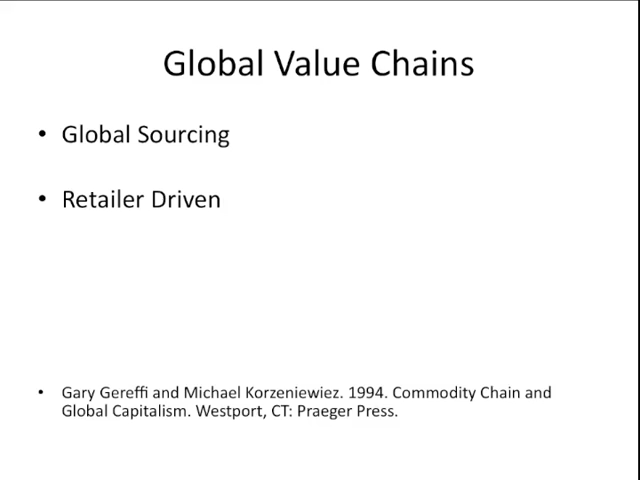 Global Value Chains
• Global Sourcing
• Retailer Driven
• Gary Gereffi and Michael Korzeniewiez. 1994. Commodity Chain and
Global Capitalism. Westport, CT: Praeger Press.